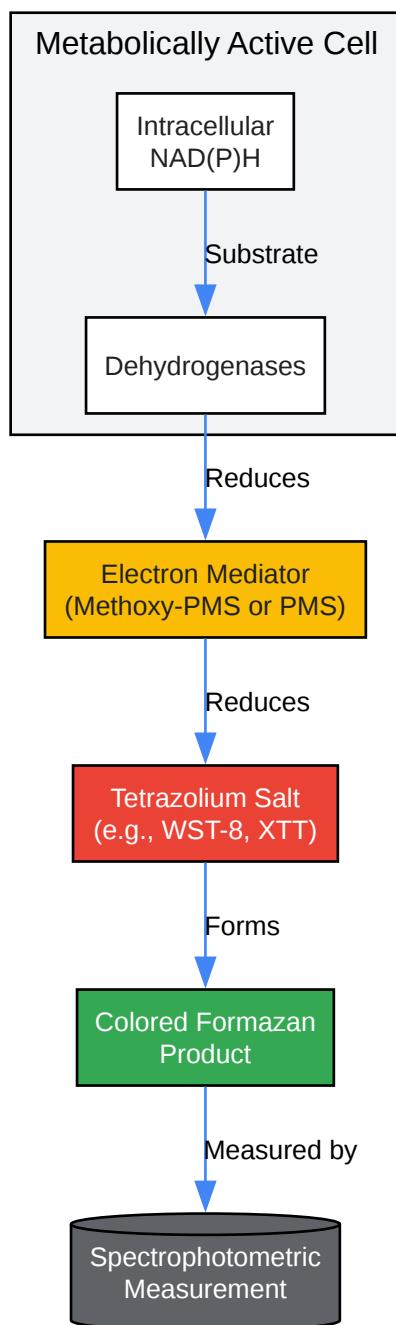 Metabolically Active Cell
Intracellular
NAD(P)H
Substrate
Dehydrogenases
Reduces
Electron Mediator
(Methoxy-PMS or PMS)
Reduces
Tetrazolium Salt
(e.g., WST-8, XTT)
Forms
Colored Formazan
Product
Measured by
Spectrophotometric
Measurement